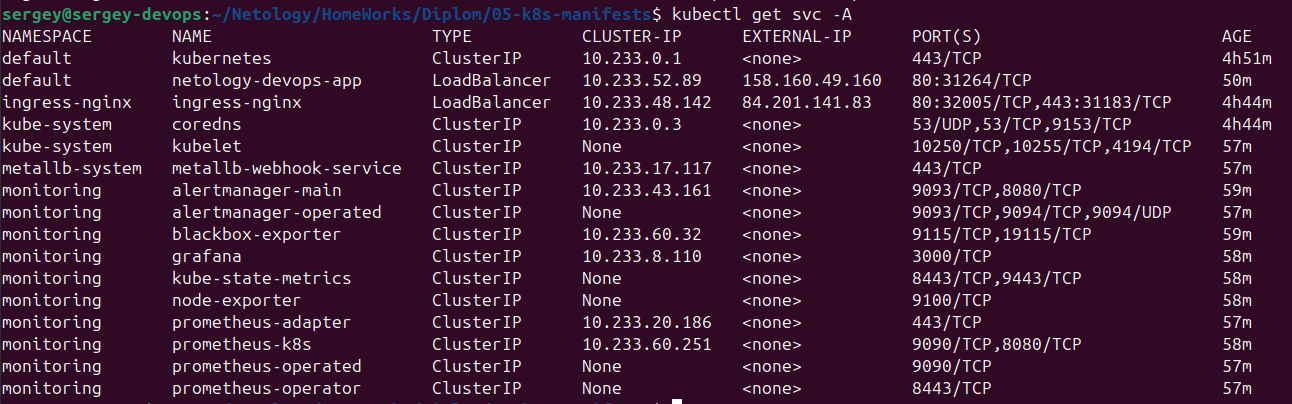 sergey@sergey-devops:~/Netology/HomeWorks/Diplom/05-k8s-manifests$ kubectl get svc -A
NAMESPACE NAME TYPE CLUSTER-IP EXTERNAL-IP PORT(S) AGE
default kubernetes ClusterIP 10.233.0.1 <none> 443/TCP 4h51m
default netology-devops-app LoadBalancer 10.233.52.89 158.160.49.160 80:31264/TCP 50m
ingress-nginx ingress-nginx LoadBalancer 10.233.48.142 84.201.141.83 80:32005/TCP,443:31183/TCP 4h44m
kube-system coredns ClusterIP 10.233.0.3 <none> 53/UDP,53/TCP,9153/TCP 4h44m
kube-system kubelet ClusterIP None <none> 10250/TCP,10255/TCP,4194/TCP 57m
metallb-system metallb-webhook-service ClusterIP 10.233.17.117 <none> 443/TCP 57m
monitoring alertmanager-main ClusterIP 10.233.43.161 <none> 9093/TCP,8080/TCP 59m
monitoring alertmanager-operated ClusterIP None <none> 9093/TCP,9094/TCP,9094/UDP 57m
monitoring blackbox-exporter ClusterIP 10.233.60.32 <none> 9115/TCP,19115/TCP 59m
monitoring grafana ClusterIP 10.233.8.110 <none> 3000/TCP 58m
monitoring kube-state-metrics ClusterIP None <none> 8443/TCP,9443/TCP 58m
monitoring node-exporter ClusterIP None <none> 9100/TCP 58m
monitoring prometheus-adapter ClusterIP 10.233.20.186 <none> 443/TCP 57m
monitoring prometheus-k8s ClusterIP 10.233.60.251 <none> 9090/TCP,8080/TCP 58m
monitoring prometheus-operated ClusterIP None <none> 9090/TCP 57m
monitoring prometheus-operator ClusterIP None <none> 8443/TCP 57m